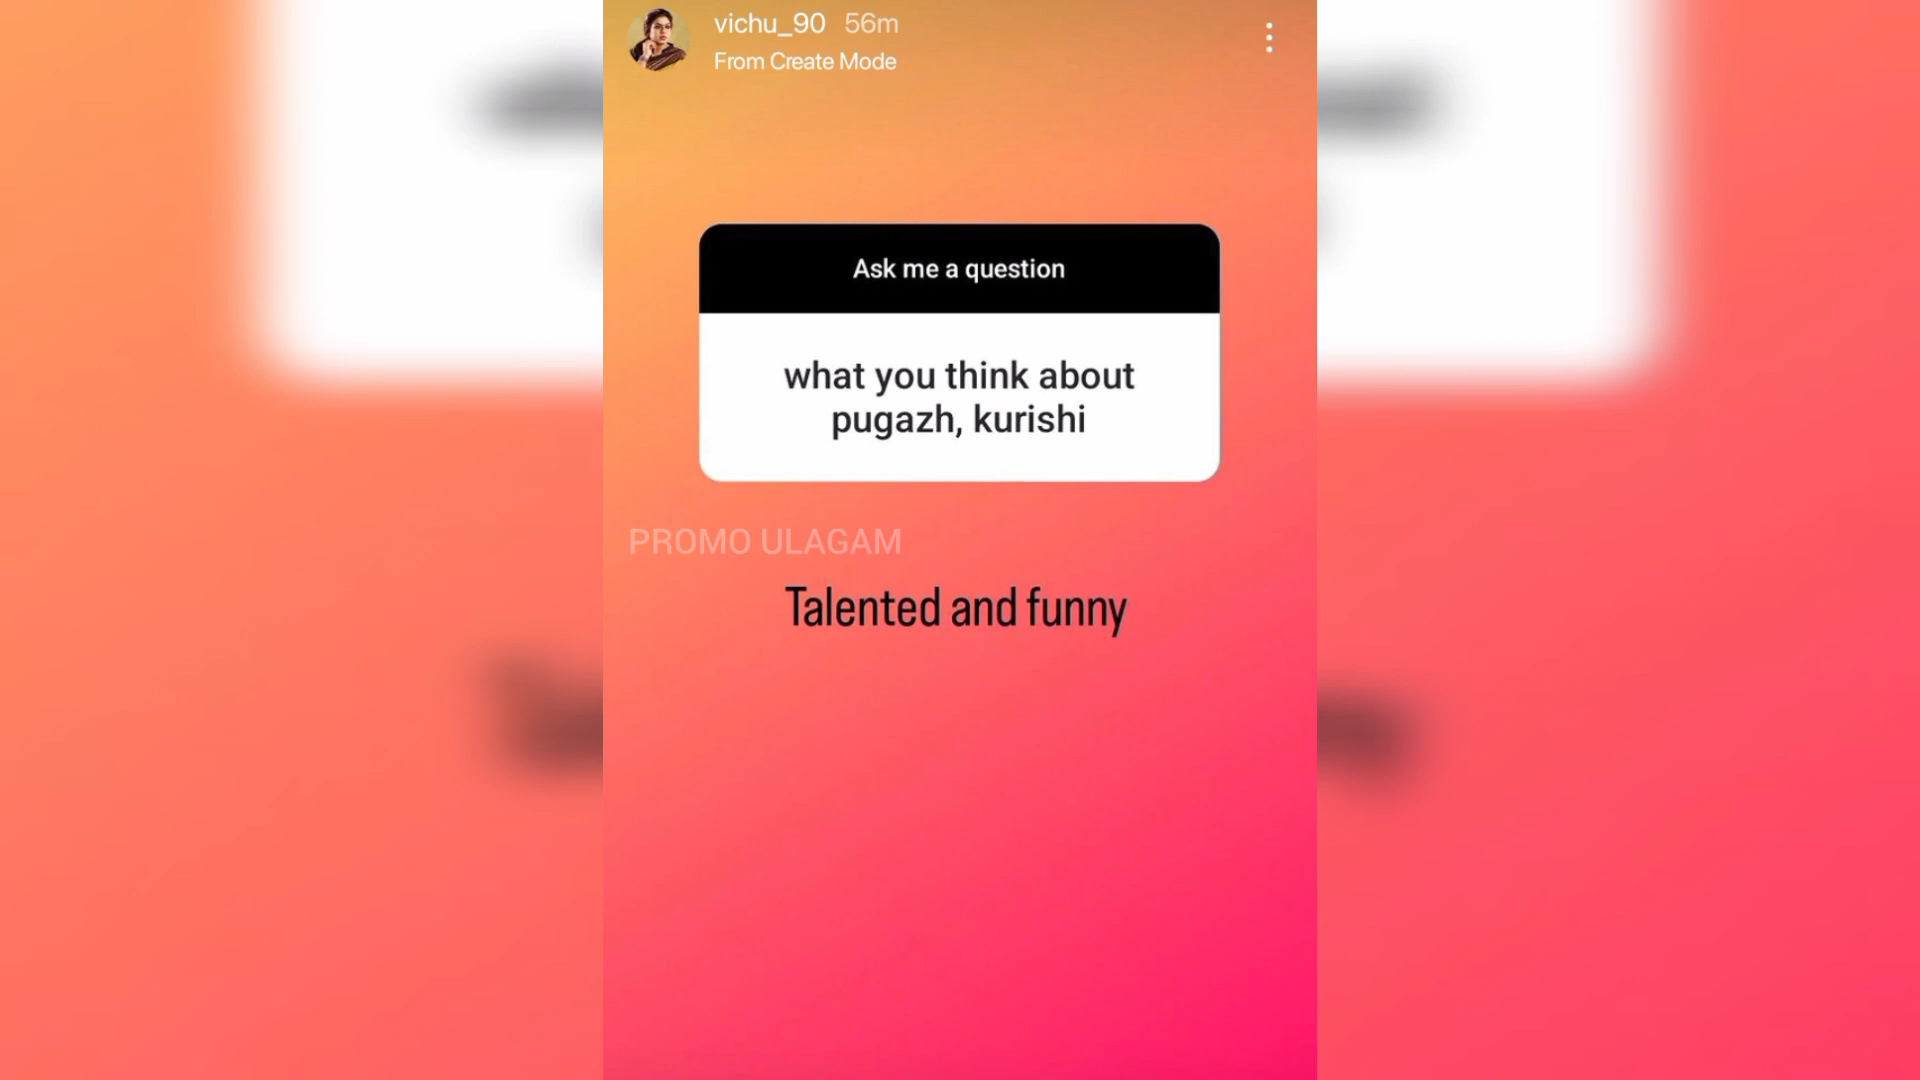 vichu_90 56m
From Create Mode
Ask me a question
what you think about
pugazh, kurishi
PROMO ULAGAM
Talented and funny